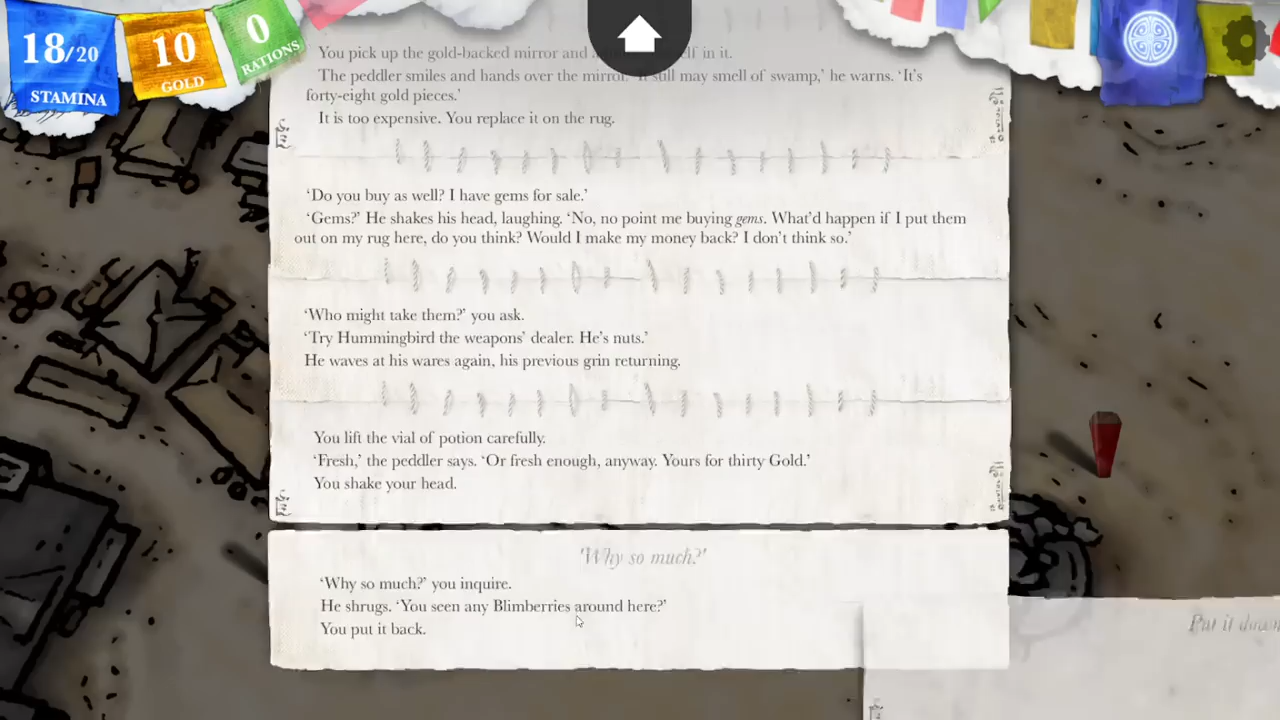 18/20
STAMINA
10
GOLD
0
RATIONS
You pick up the gold-backed mirror and in it.
The peddler smiles and hands over the mirror. 'It still may smell of swamp,' he warns. 'It's
forty-eight gold pieces.'
It is too expensive. You replace it on the rug.
'Do you buy as well? I have gems for sale.'
'Gems?' He shakes his head, laughing. 'No, no point me buying gems. What'd happen if I put them
out on my rug here, do you think? Would I make my money back? I don't think so.'
'Who might take them?' you ask.
'Try Hummingbird the weapons' dealer. He's nuts.'
He waves at his wares again, his previous grin returning.
You lift the vial of potion carefully.
'Fresh,' the peddler says. 'Or fresh enough, anyway. Yours for thirty Gold.'
You shake your head.
'Why so much?'
'Why so much?' you inquire.
He shrugs. 'You seen any Blimberries around here?'
You put it back.
Put it down